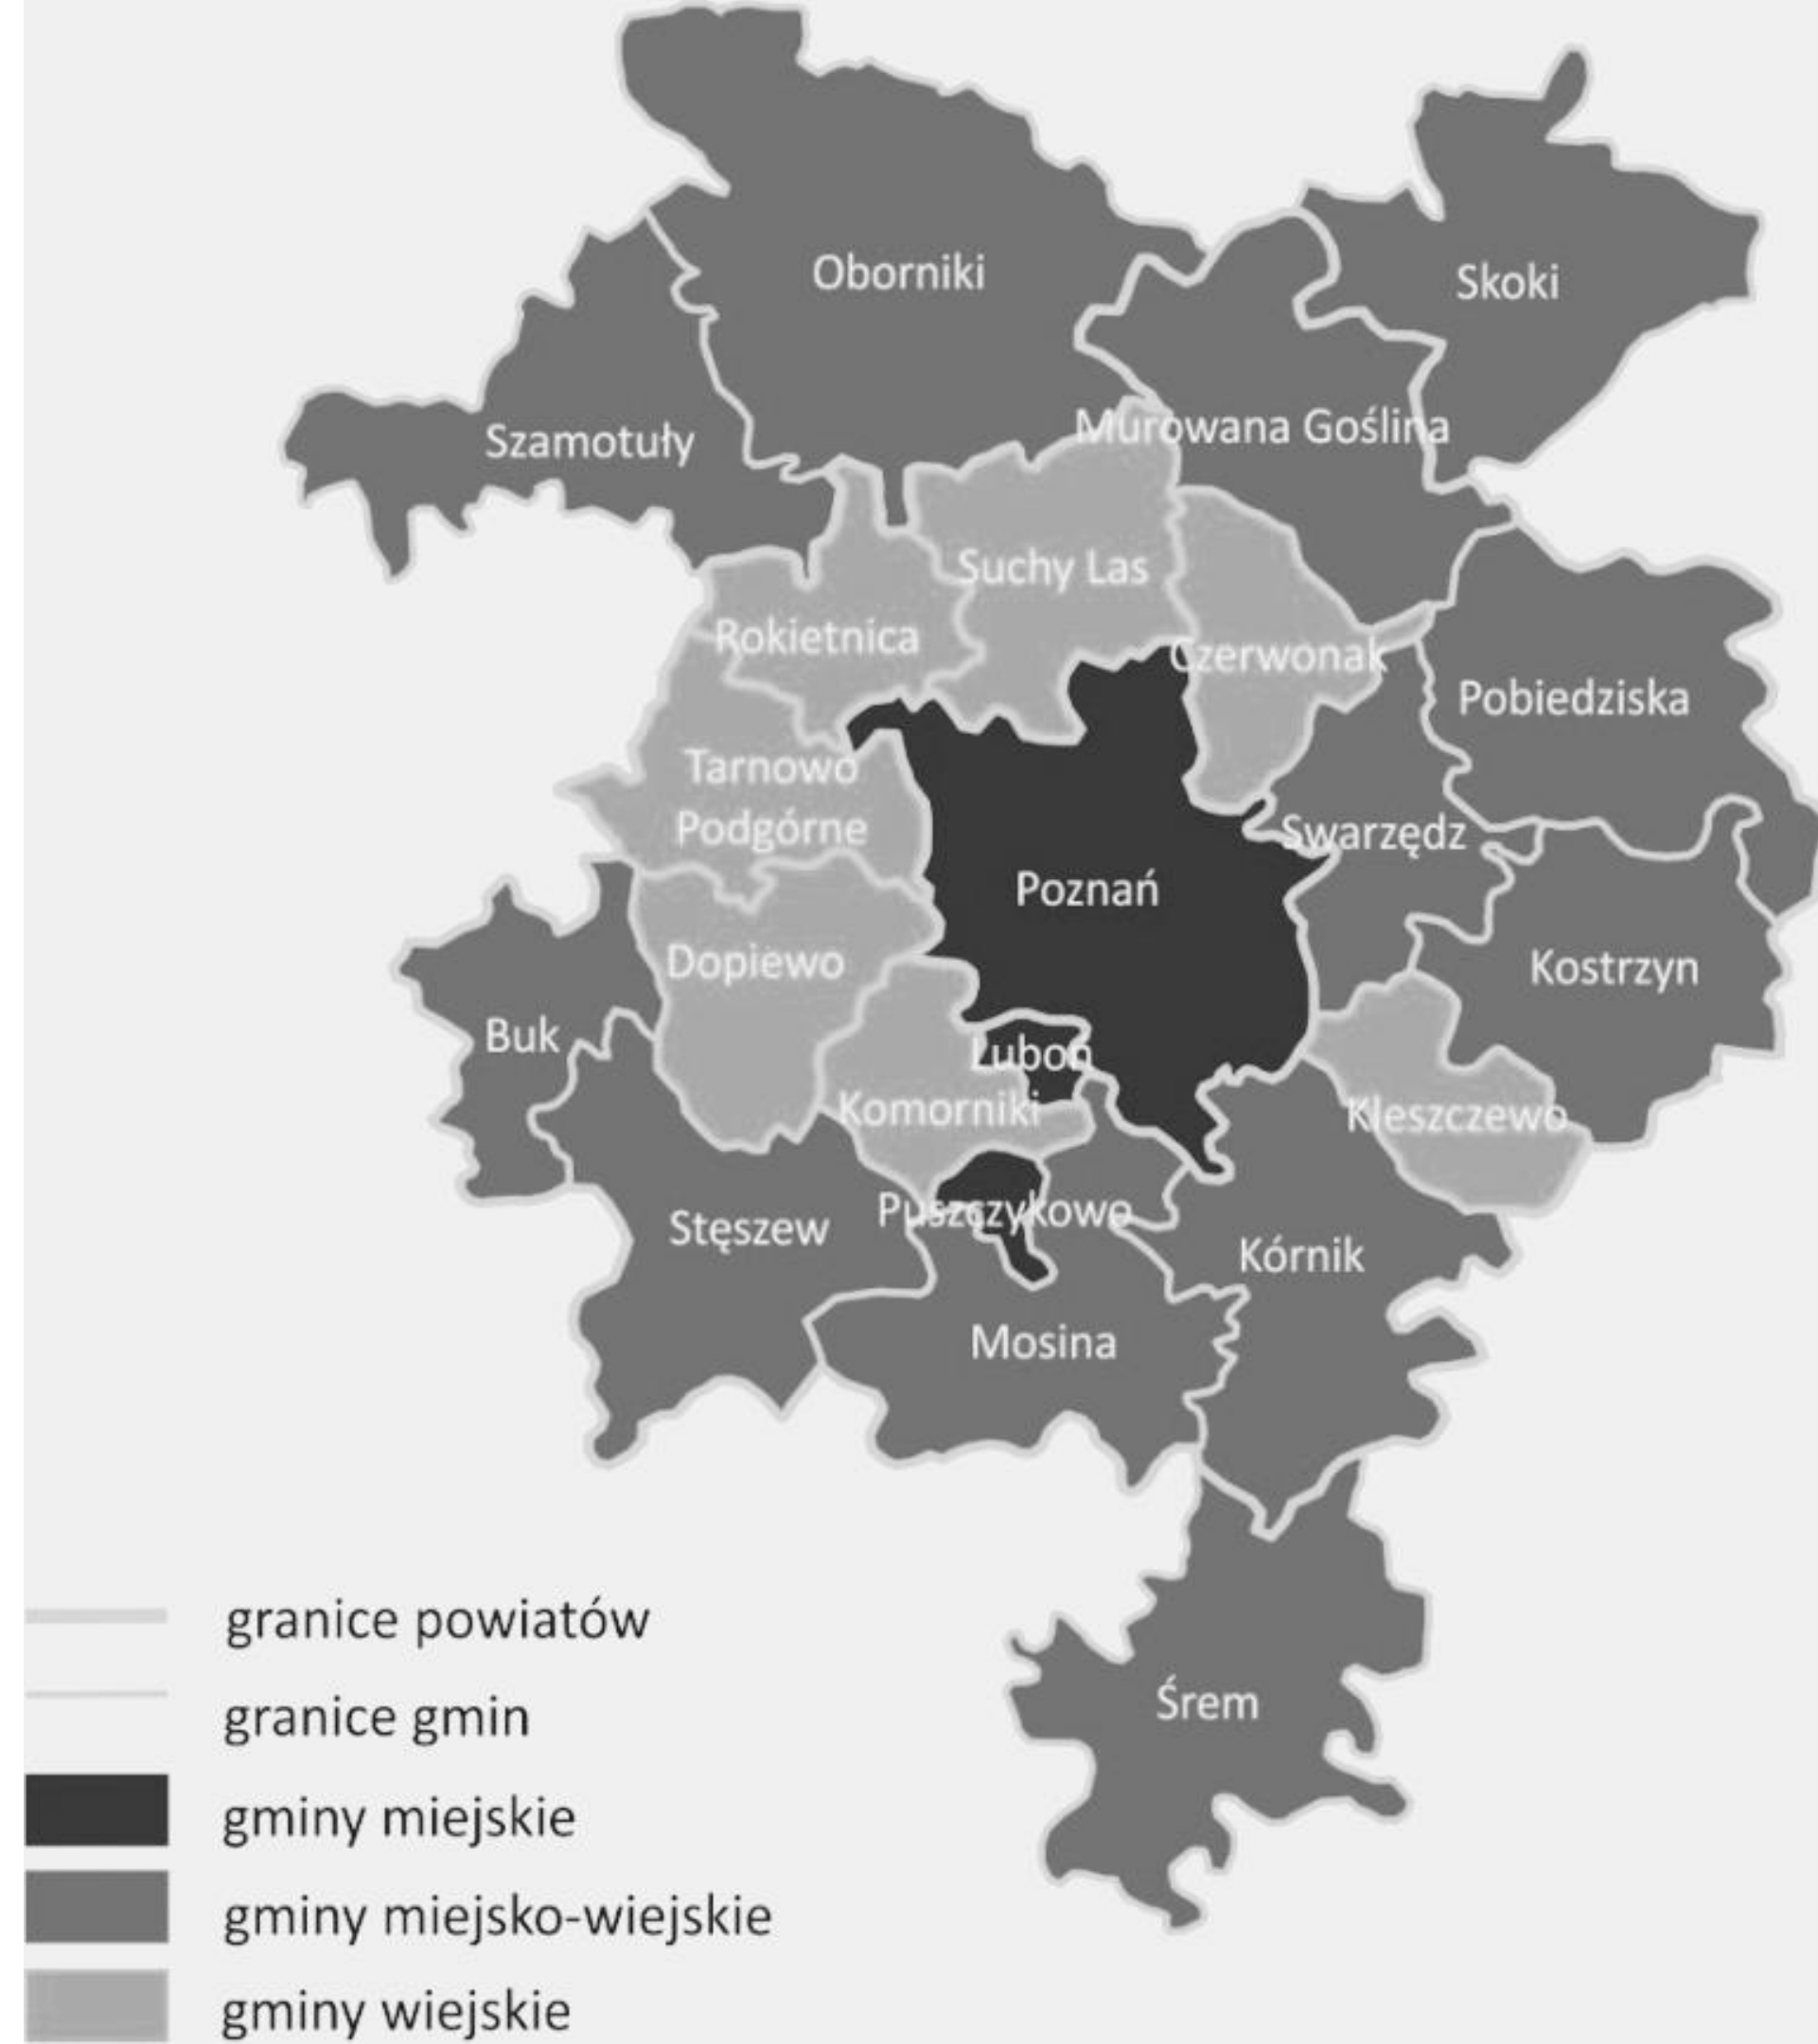 Oborniki
Skoki
Szamotuły
Murowana Goślina
Suchy Las
Rokietnica
Czerwonak
Pobiedziska
Tarnowo
Podgórne
Swarzędz
Poznań
Dopiewo
Kostrzyn
Buk
Luboń
Komorniki
Kleszczewo
Puszczykowo
Stęszew
Kórnik
Mosina
Śrem
granice powiatów
granice gmin
gminy miejskie
gminy miejsko-wiejskie
gminy wiejskie